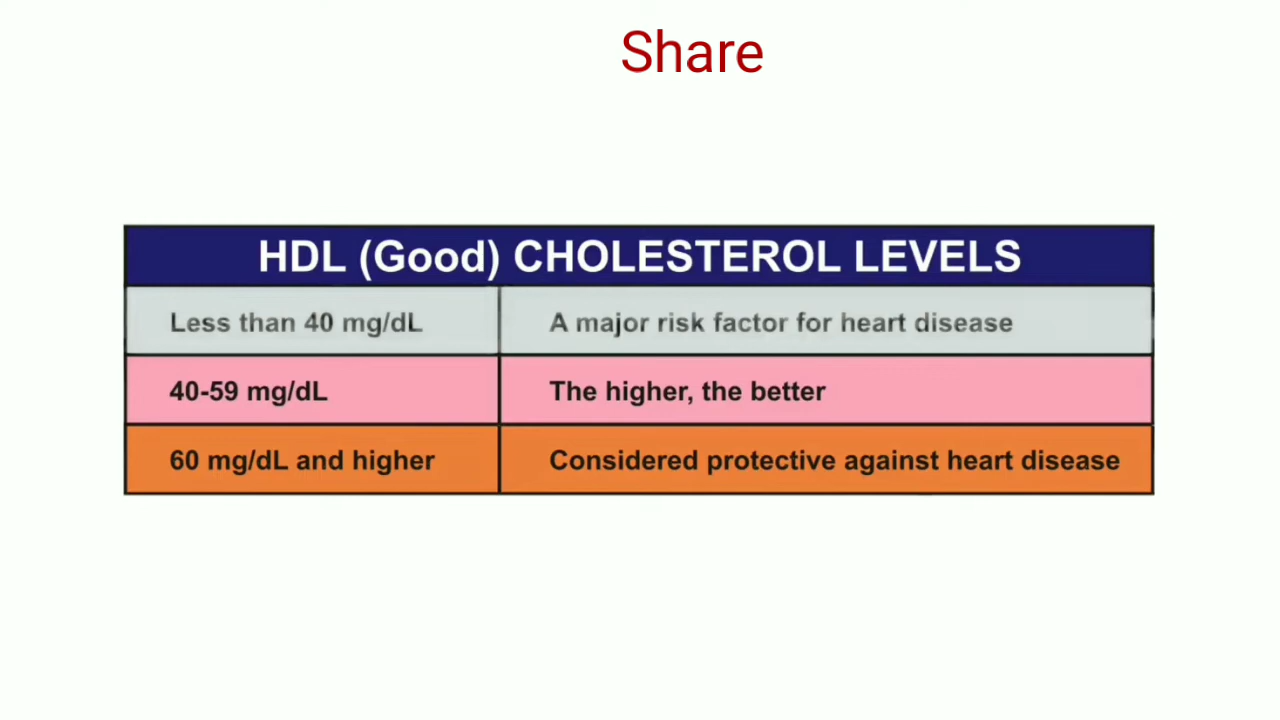 Share
HDL (Good) CHOLESTEROL LEVELS
Less than 40 mg/dL A major risk factor for heart disease
40-59 mg/dL The higher, the better
60 mg/dL and higher Considered protective against heart disease